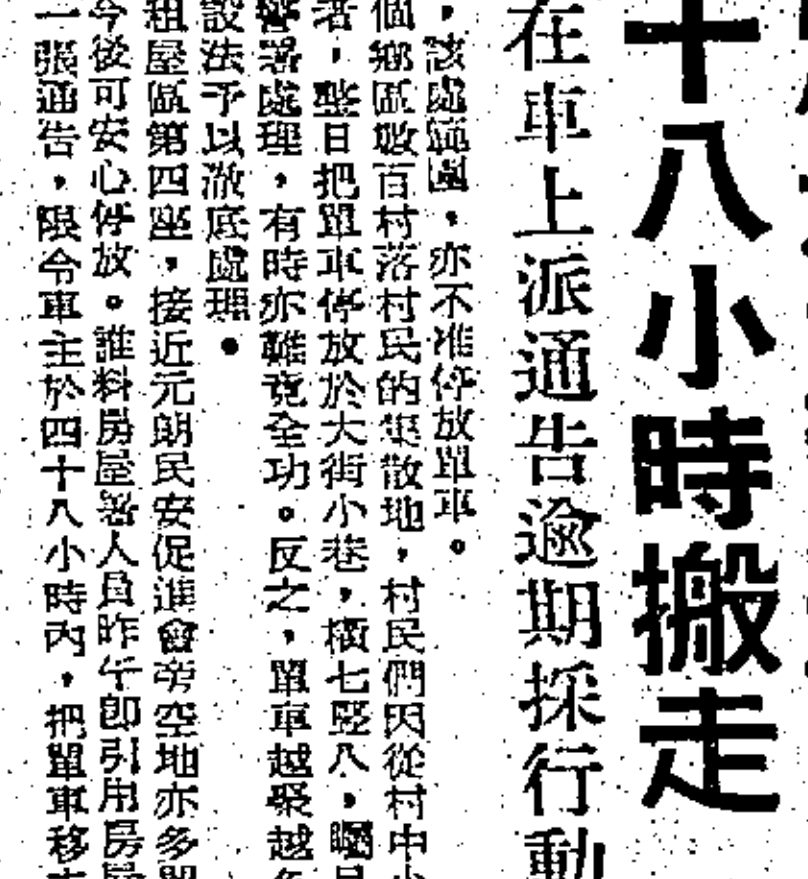 十八小時搬走
在車上派通告逾期採行動
，該處範圍，亦不准停放單車。
個鄉區數百村落村民的集散地，村民們因從村中
者，整日把單車停放於大街小巷，橫七竪八，矚目
警署處理，有時亦難竟全功。反之，單車越聚越
設法予以澈底處理。
租屋區第四座，接近元朗民安促進會旁空地亦多
今後可安心停放。誰料房屋署人員昨午即引用房屋
一張通告，限令車主於四十八小時內，把單車移